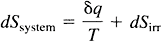 dS_system = δq/T + dS_irr